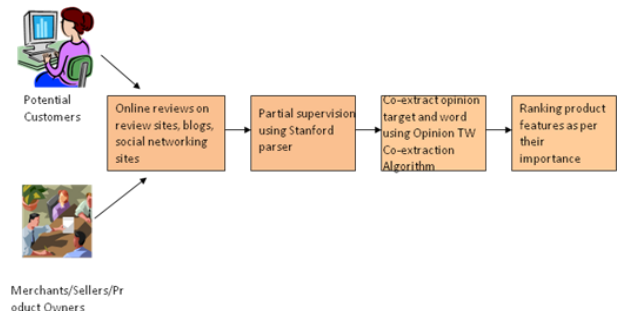 Potential
Customers
Online reviews on
review sites, blogs,
social networking
sites
Partial supervision
using Stanford
parser
Co-extract opinion
target and word
using Opinion TW
Co-extraction
Algorithm
Ranking product
features as per
their
importance
Merchants/Sellers/Pr
oduct Owners